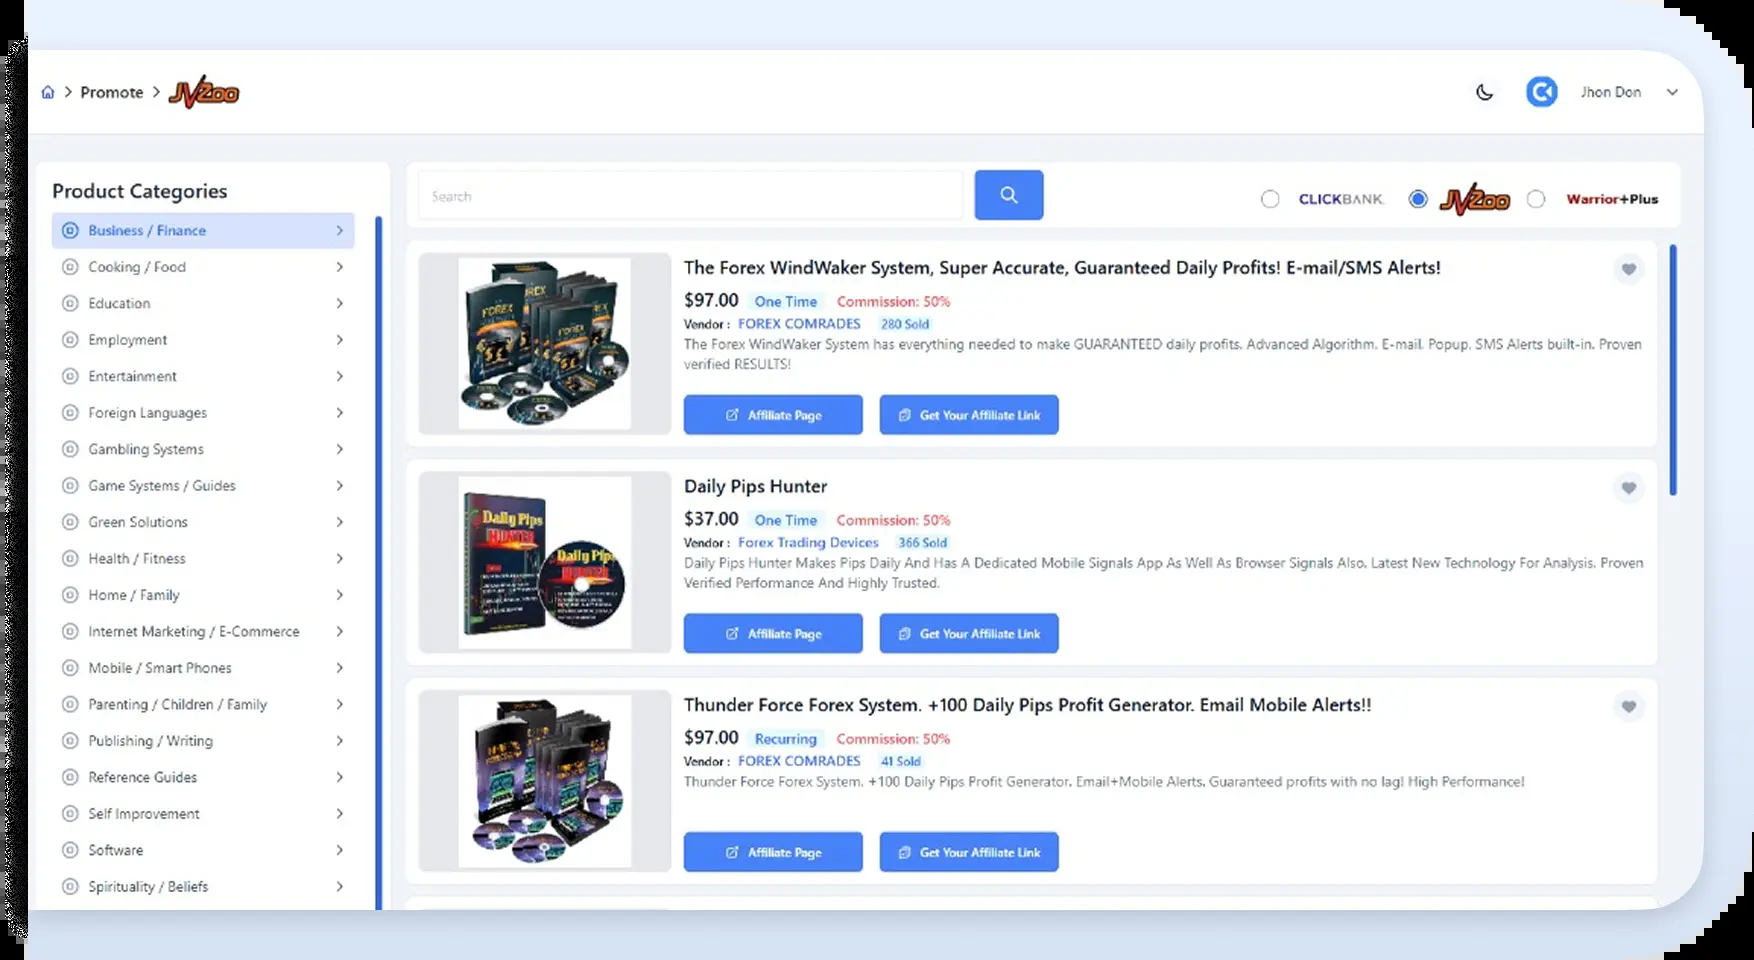 Promote
JVZoo
Jhon Don
Product Categories
Business / Finance
Cooking / Food
Education
Employment
Entertainment
Foreign Languages
Gambling Systems
Game Systems / Guides
Green Solutions
Health / Fitness
Home / Family
Internet Marketing / E-Commerce
Mobile / Smart Phones
Parenting / Children / Family
Publishing / Writing
Reference Guides
Self Improvement
Software
Spirituality / Beliefs
Search
CLICKBANK.
JVZoo
Warrior+Plus
FOREX
The Forex WindWaker System, Super Accurate, Guaranteed Daily Profits! E-mail/SMS Alerts!
$97.00 One Time Commission: 50%
Vendor : FOREX COMRADES 280 Sold
The Forex WindWaker System has everything needed to make GUARANTEED daily profits. Advanced Algorithm. E-mail. Popup. SMS Alerts built-in. Proven
verified RESULTS!
Affiliate Page
Get Your Affiliate Link
Daily Pips
HUNTER
Daily Pips
HUNTER
Daily Pips Hunter
$37.00 One Time Commission: 50%
Vendor : Forex Trading Devices 366 Sold
Daily Pips Hunter Makes Pips Daily And Has A Dedicated Mobile Signals App As Well As Browser Signals Also. Latest New Technology For Analysis. Proven
Verified Performance And Highly Trusted.
Affiliate Page
Get Your Affiliate Link
Thunder Force Forex System. +100 Daily Pips Profit Generator. Email Mobile Alerts!!
$97.00 Recurring Commission: 50%
Vendor : FOREX COMRADES 41 Sold
Thunder Force Forex System. +100 Daily Pips Profit Generator. Email+Mobile Alerts. Guaranteed profits with no lag! High Performance!
Affiliate Page
Get Your Affiliate Link